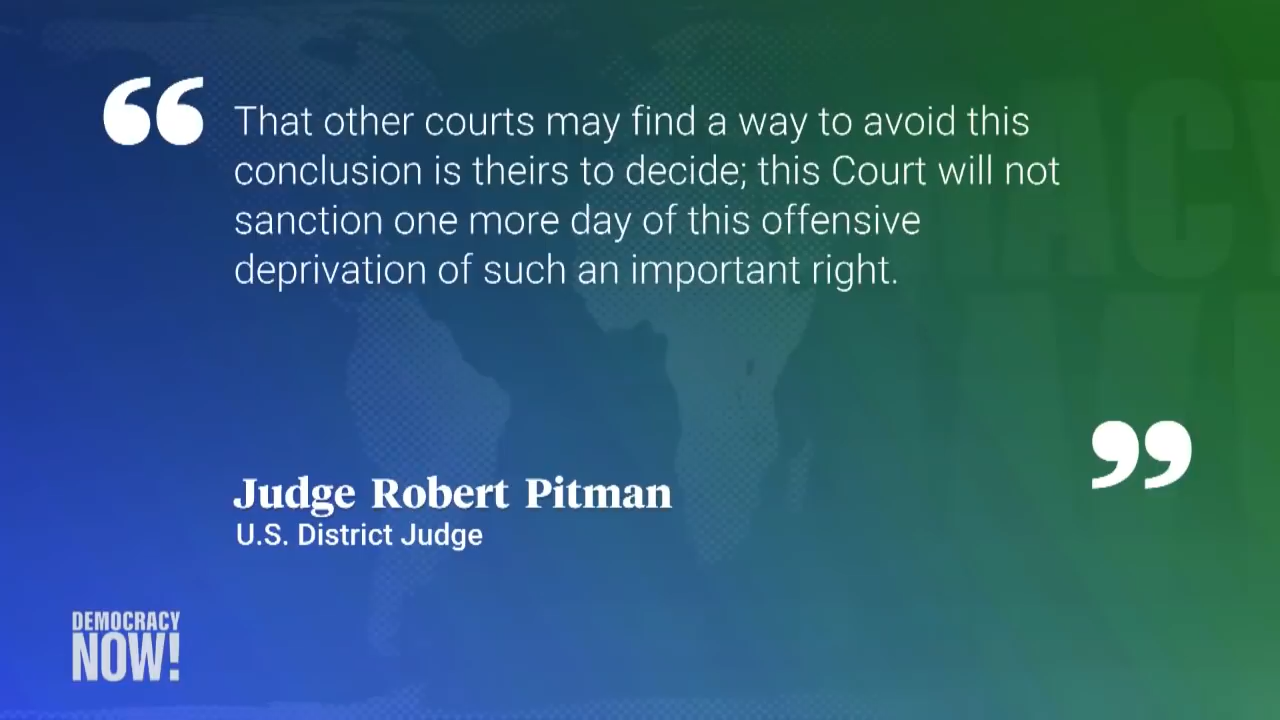 “
That other courts may find a way to avoid this
conclusion is theirs to decide; this Court will not
sanction one more day of this offensive
deprivation of such an important right.
”
Judge Robert Pitman
U.S. District Judge
DEMOCRACY
NOW!